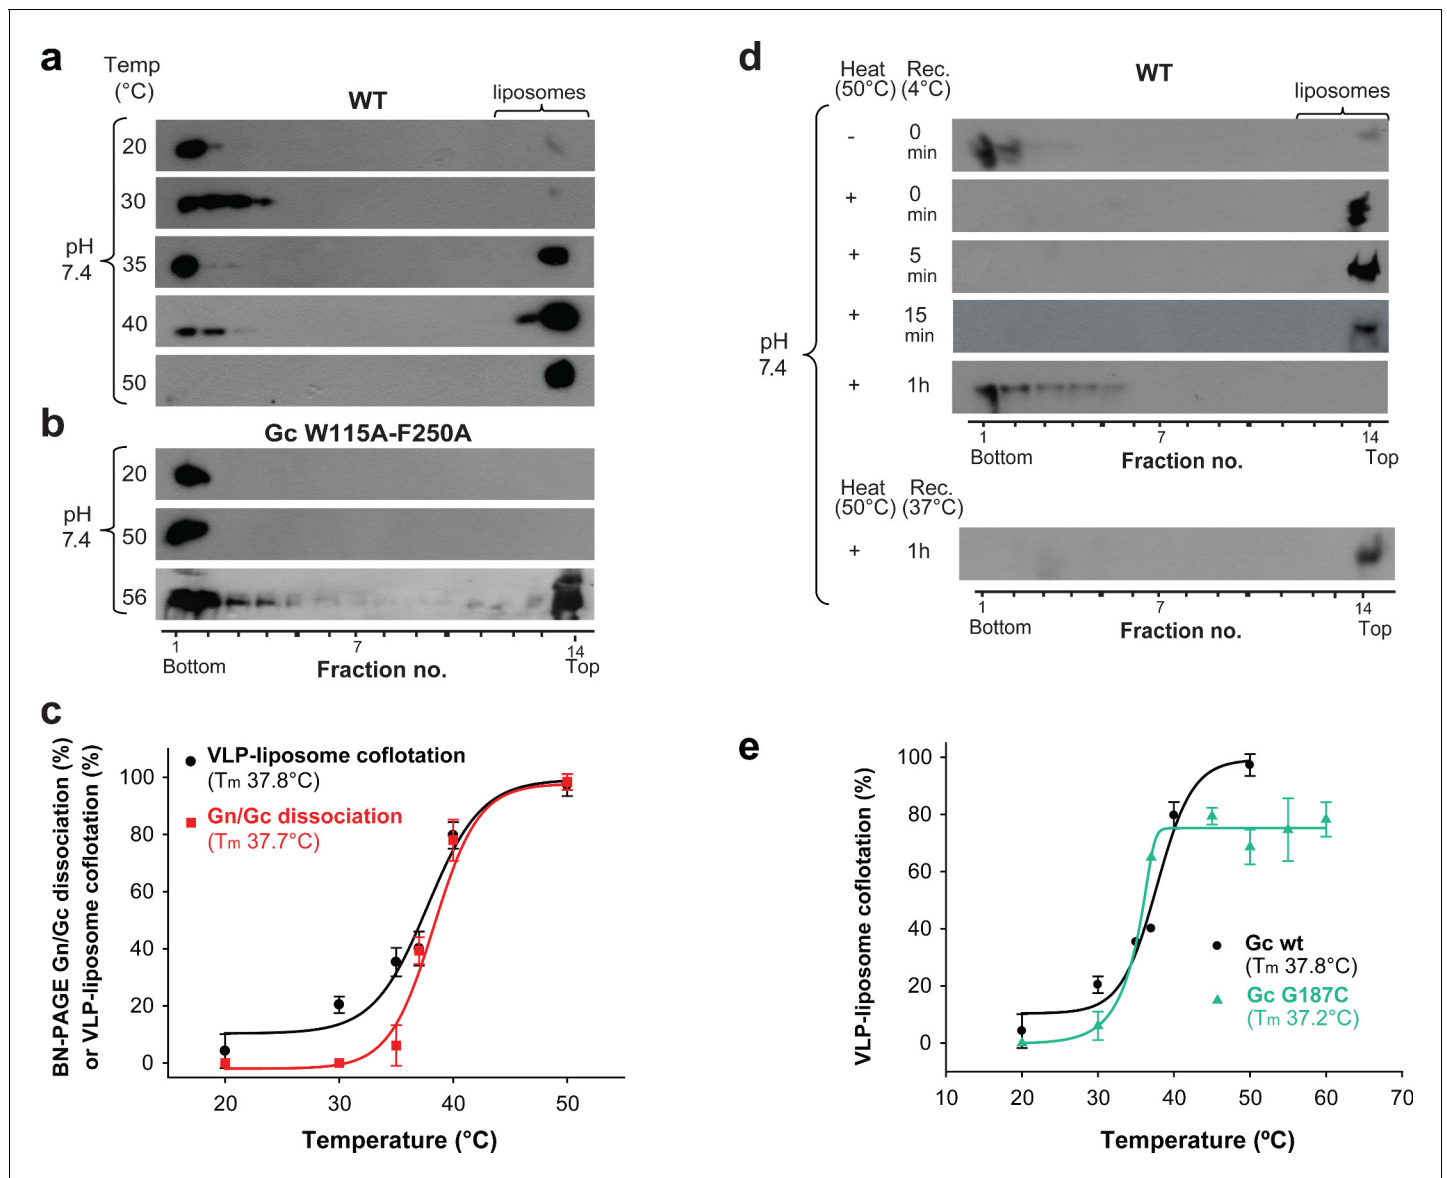 a
Temp
(°C)
WT
liposomes
20
30
pH
7.4
35
40
50
b
Gc W115A-F250A
20
pH
7.4
50
56
1
7
14
Bottom
Fraction no.
Top
c
BN-PAGE Gn/Gc dissociation (%)
or VLP-liposome coflotation (%)
VLP-liposome coflotation
(Tm 37.8°C)
Gn/Gc dissociation
(Tm 37.7°C)
100
80
60
40
20
0
20
30
40
50
Temperature (°C)
d
Heat
(50°C)
Rec.
(4°C)
WT
liposomes
pH
7.4
-
0
min
+
0
min
+
5
min
+
15
min
+
1h
1
7
14
Bottom
Fraction no.
Top
Heat
(50°C)
Rec.
(37°C)
+
1h
1
7
14
Bottom
Fraction no.
Top
e
VLP-liposome coflotation (%)
100
80
60
40
20
0
Gc wt
(Tm 37.8°C)
Gc G187C
(Tm 37.2°C)
10
20
30
40
50
60
70
Temperature (ºC)